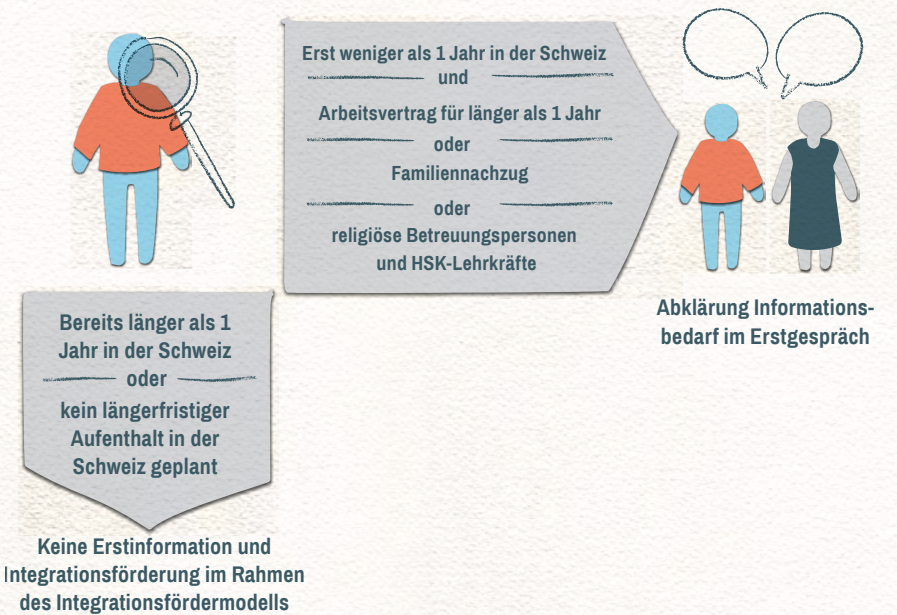 Erst weniger als 1 Jahr in der Schweiz
und
Arbeitsvertrag für länger als 1 Jahr
oder
Familiennachzug
oder
religiöse Betreuungspersonen
und HSK-Lehrkräfte
Abklärung Informations-
bedarf im Erstgespräch
Bereits länger als 1
Jahr in der Schweiz
oder
kein längerfristiger
Aufenthalt in der
Schweiz geplant
Keine Erstinformation und
Integrationsförderung im Rahmen
des Integrationsfördermodells